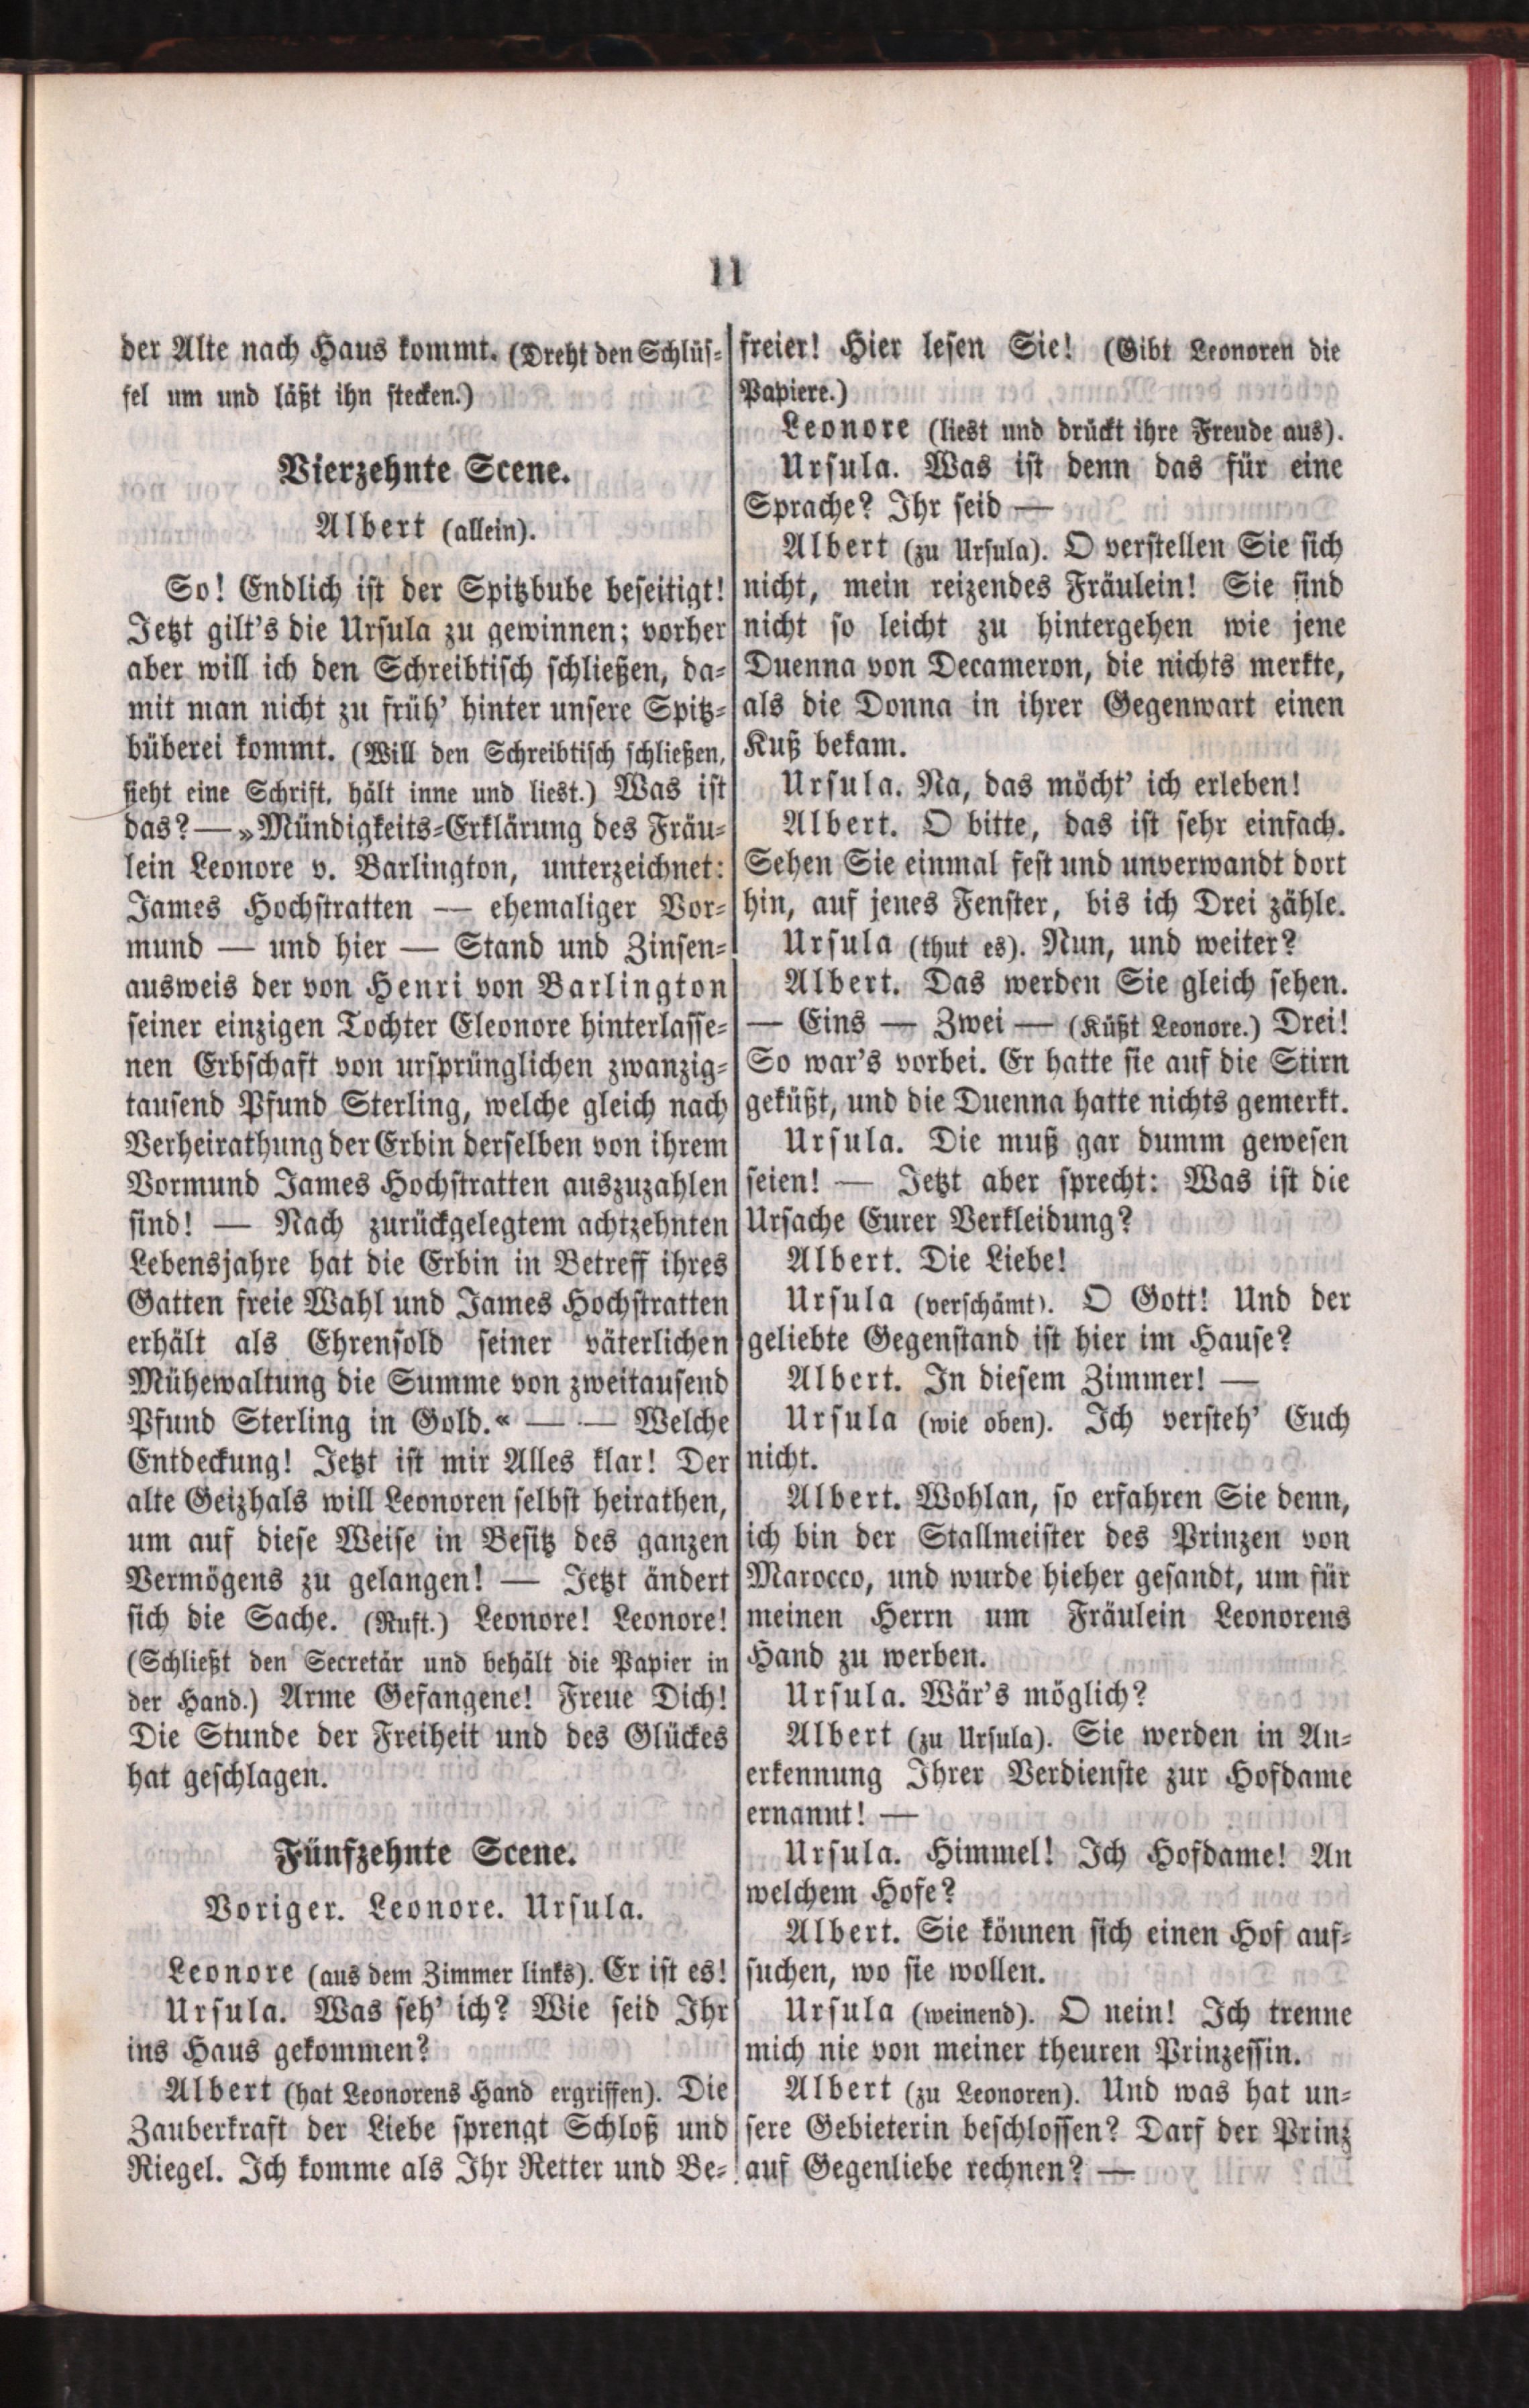 11
der Alte nach Haus kommt. (Dreht den Schlüs-
sel um und läßt ihn stecken.)
Vierzehnte Scene.
Albert (allein).
So! Endlich ist der Spitzbube beseitigt!
Jetzt gilt's die Ursula zu gewinnen; vorher
aber will ich den Schreibtisch schließen, da-
mit man nicht zu früh' hinter unsere Spitz-
büberei kommt. (Will den Schreibtisch schließen,
sieht eine Schrift, hält inne und liest.) Was ist
das? — »Mündigkeits-Erklärung des Fräu-
lein Leonore v. Barlington, unterzeichnet:
James Hochstratten — ehemaliger Vor-
mund — und hier — Stand und Zinsen-
ausweis der von Henri von Barlington
seiner einzigen Tochter Eleonore hinterlasse-
nen Erbschaft von ursprünglichen zwanzig-
tausend Pfund Sterling, welche gleich nach
Verheirathung der Erbin derselben von ihrem
Vormund James Hochstratten auszuzahlen
sind! — Nach zurückgelegtem achtzehnten
Lebensjahre hat die Erbin in Betreff ihres
Gatten freie Wahl und James Hochstratten
erhält als Ehrensold seiner väterlichen
Mühewaltung die Summe von zweitausend
Pfund Sterling in Gold.« — — Welche
Entdeckung! Jetzt ist mir Alles klar! Der
alte Geizhals will Leonoren selbst heirathen,
um auf diese Weise in Besitz des ganzen
Vermögens zu gelangen! — Jetzt ändert
sich die Sache. (Ruft.) Leonore! Leonore!
(Schließt den Secretär und behält die Papier in
der Hand.) Arme Gefangene! Freue Dich!
Die Stunde der Freiheit und des Glückes
hat geschlagen.
Fünfzehnte Scene.
Voriger. Leonore. Ursula.
Leonore (aus dem Zimmer links). Er ist es!
Ursula. Was seh' ich? Wie seid Ihr
ins Haus gekommen?
Albert (hat Leonorens Hand ergriffen). Die
Zauberkraft der Liebe sprengt Schloß und
Riegel. Ich komme als Ihr Retter und Be-
freier! Hier lesen Sie! (Gibt Leonoren die
Papiere.)
Leonore (liest und drückt ihre Freude aus).
Ursula. Was ist denn das für eine
Sprache? Ihr seid —
Albert (zu Ursula). O verstellen Sie sich
nicht, mein reizendes Fräulein! Sie sind
nicht so leicht zu hintergehen wie jene
Duenna von Decameron, die nichts merkte,
als die Donna in ihrer Gegenwart einen
Kuß bekam.
Ursula. Na, das möcht' ich erleben!
Albert. O bitte, das ist sehr einfach.
Sehen Sie einmal fest und unverwandt dort
hin, auf jenes Fenster, bis ich Drei zähle.
Ursula (thut es). Nun, und weiter?
Albert. Das werden Sie gleich sehen.
— Eins — Zwei — (Küßt Leonore.) Drei!
So war's vorbei. Er hatte sie auf die Stirn
geküßt, und die Duenna hatte nichts gemerkt.
Ursula. Die muß gar dumm gewesen
seien! — Jetzt aber sprecht: Was ist die
Ursache Eurer Verkleidung?
Albert. Die Liebe!
Ursula (verschämt). O Gott! Und der
geliebte Gegenstand ist hier im Hause?
Albert. In diesem Zimmer! —
Ursula (wie oben). Ich versteh' Euch
nicht.
Albert. Wohlan, so erfahren Sie denn,
ich bin der Stallmeister des Prinzen von
Marocco, und wurde hieher gesandt, um für
meinen Herrn um Fräulein Leonorens
Hand zu werben.
Ursula. Wär's möglich?
Albert (zu Ursula). Sie werden in An-
erkennung Ihrer Verdienste zur Hofdame
ernannt! —
Ursula. Himmel! Ich Hofdame! An
welchem Hofe?
Albert. Sie können sich einen Hof auf-
suchen, wo sie wollen.
Ursula (weinend). O nein! Ich trenne
mich nie von meiner theuren Prinzessin.
Albert (zu Leonoren). Und was hat un-
sere Gebieterin beschlossen? Darf der Prinz
auf Gegenliebe rechnen? —